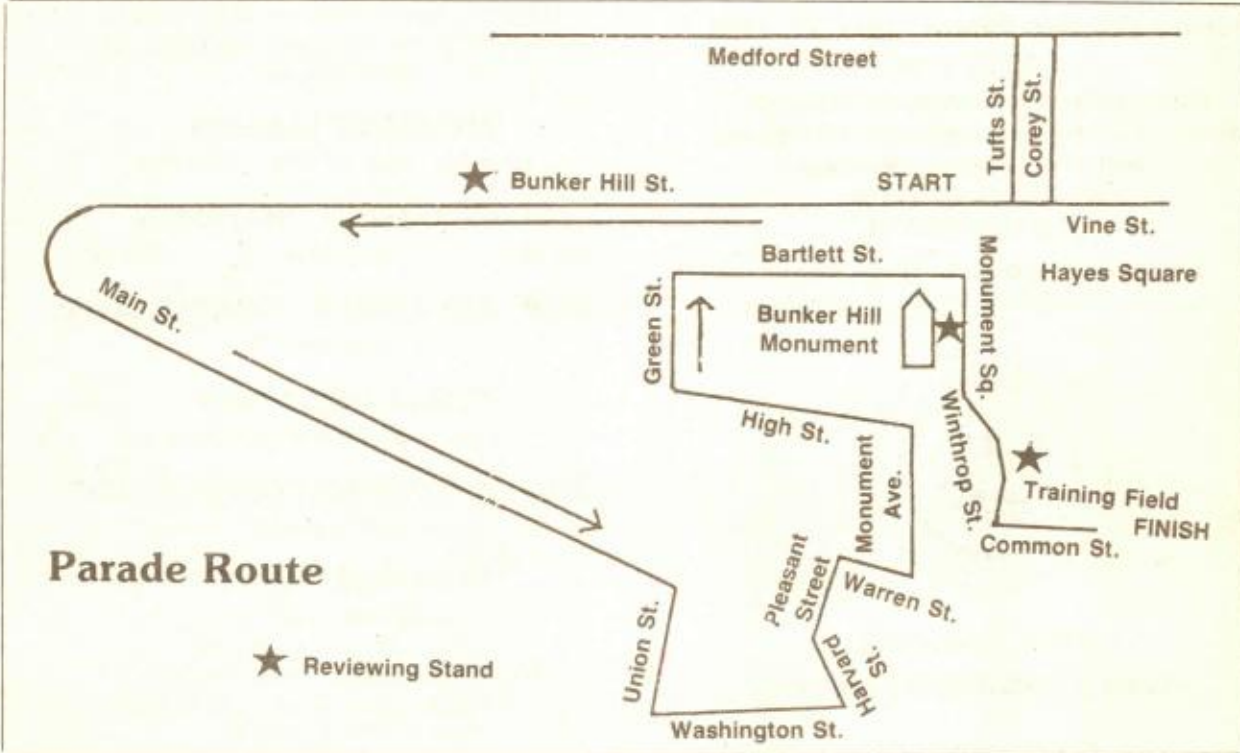 Medford Street
Tufts St.
Corey St.
Bunker Hill St.
START
Vine St.
Bartlett St.
Monument Sq.
Hayes Square
Main St.
Green St.
Bunker Hill
Monument
High St.
Winthrop St.
Monument
Ave.
Training Field
FINISH
Common St.
Parade Route
Pleasant
Street
Warren St.
Union St.
Harvard
St.
Reviewing Stand
Washington St.